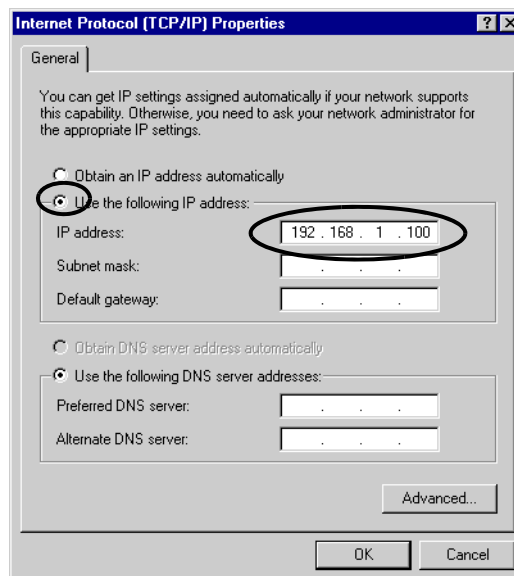 Internet Protocol (TCP/IP) Properties
General
You can get IP settings assigned automatically if your network supports
this capability. Otherwise, you need to ask your network administrator for
the appropriate IP settings.
Obtain an IP address automatically
Use the following IP address:
IP address: 192 . 168 . 1 . 100
Subnet mask: . . .
Default gateway: . . .
Obtain DNS server address automatically
Use the following DNS server addresses:
Preferred DNS server: . . .
Alternate DNS server: . . .
Advanced...
OK Cancel